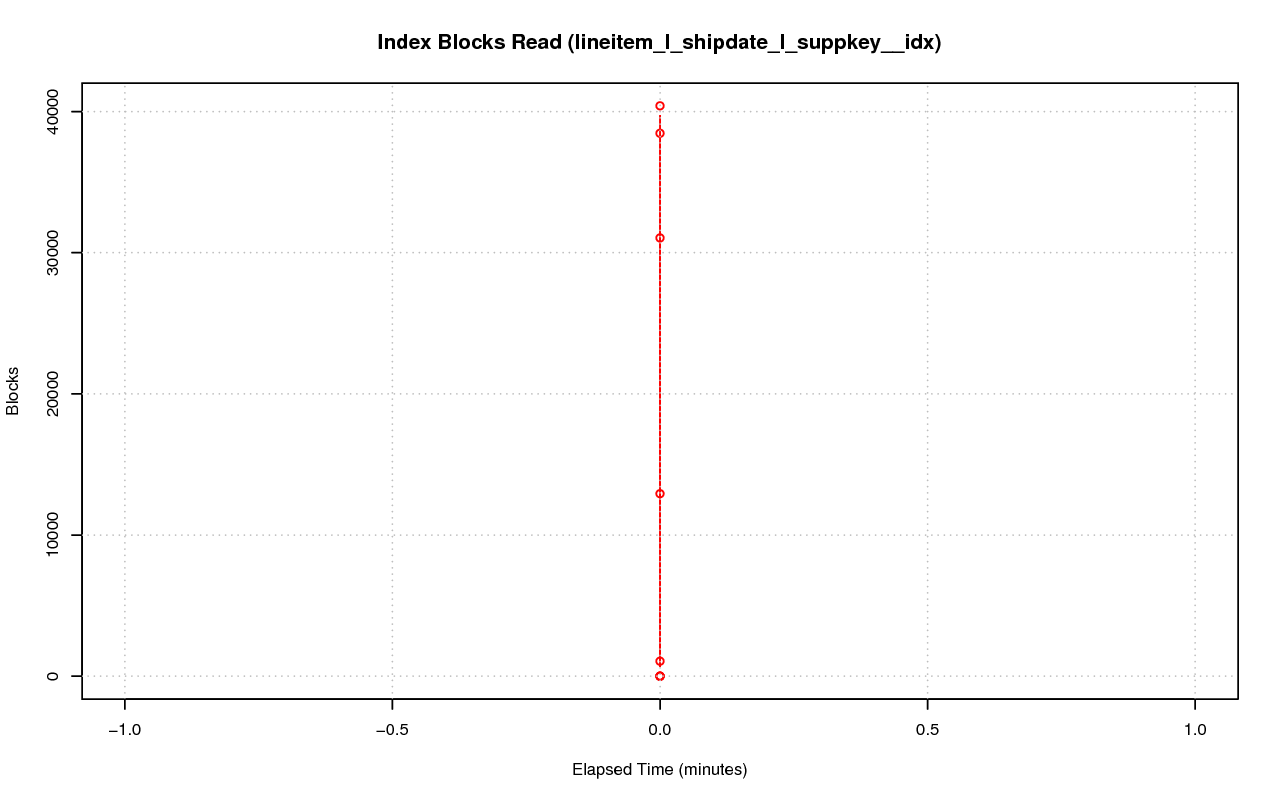 Index Blocks Read (lineitem_l_shipdate_l_suppkey__idx)
Blocks
40000
30000
20000
10000
0
−1.0 −0.5 0.0 0.5 1.0
Elapsed Time (minutes)